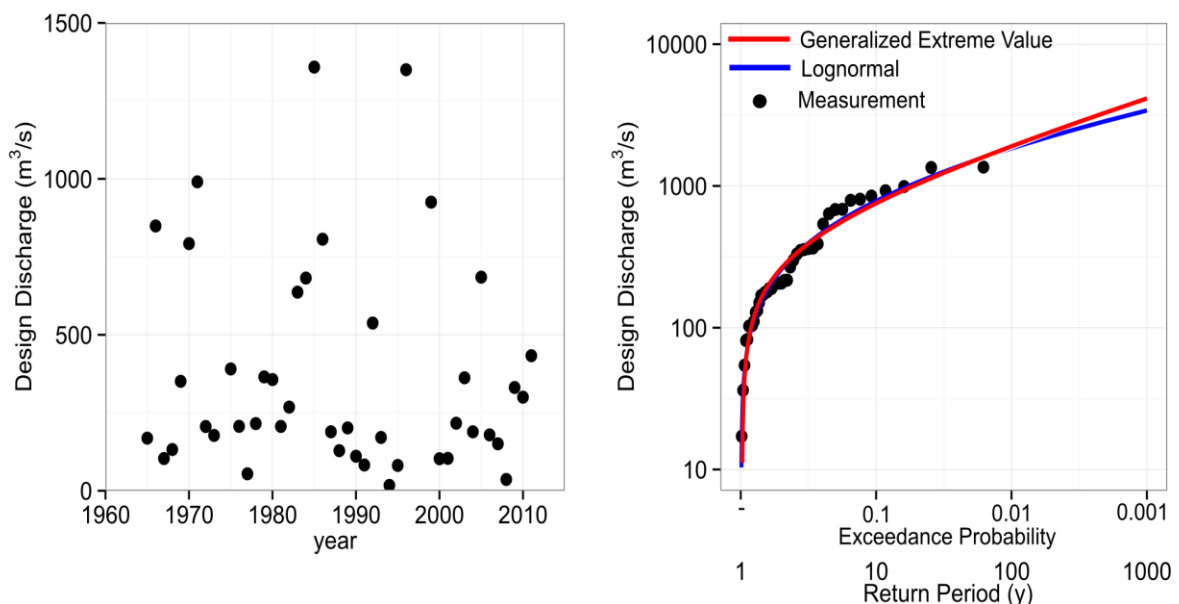 1500
1000
500
0
Design Discharge (m³/s)
1960 1970 1980 1990 2000 2010
year
10000
1000
100
10
Design Discharge (m³/s)
Generalized Extreme Value
Lognormal
Measurement
- 0.1 0.01 0.001
Exceedance Probability
1 10 100 1000
Return Period (y)